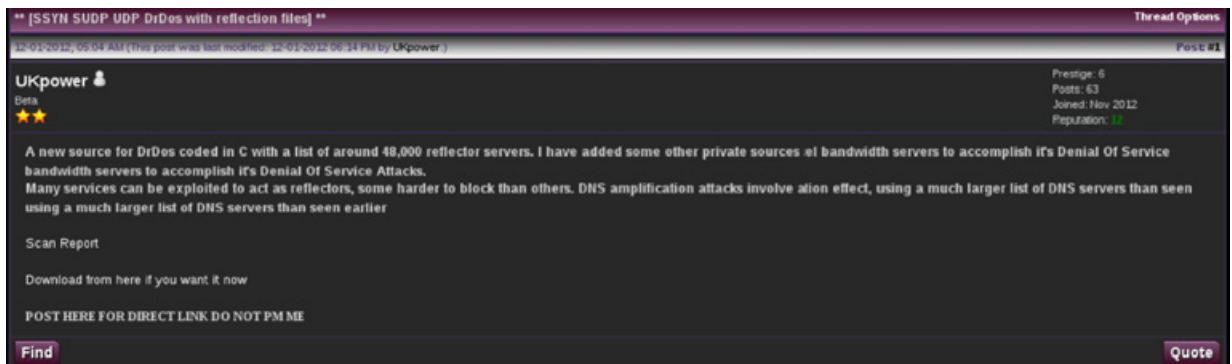 ** [SSYN SUDP UDP DrDos with reflection files] **
Thread Options
12-01-2012, 05:04 AM (This post was last modified: 12-01-2012 06:14 PM by UKpower.)
Post: #1
UKpower
Beta
Prestige: 6
Posts: 63
Joined: Nov 2012
Reputation: 12
A new source for DrDos coded in C with a list of around 48,000 reflector servers. I have added some other private sources el bandwidth servers to accomplish it's Denial Of Service
bandwidth servers to accomplish it's Denial Of Service Attacks.
Many services can be exploited to act as reflectors, some harder to block than others. DNS amplification attacks involve ation effect, using a much larger list of DNS servers than seen
using a much larger list of DNS servers than seen earlier
Scan Report
Download from here if you want it now
POST HERE FOR DIRECT LINK DO NOT PM ME
Find
Quote